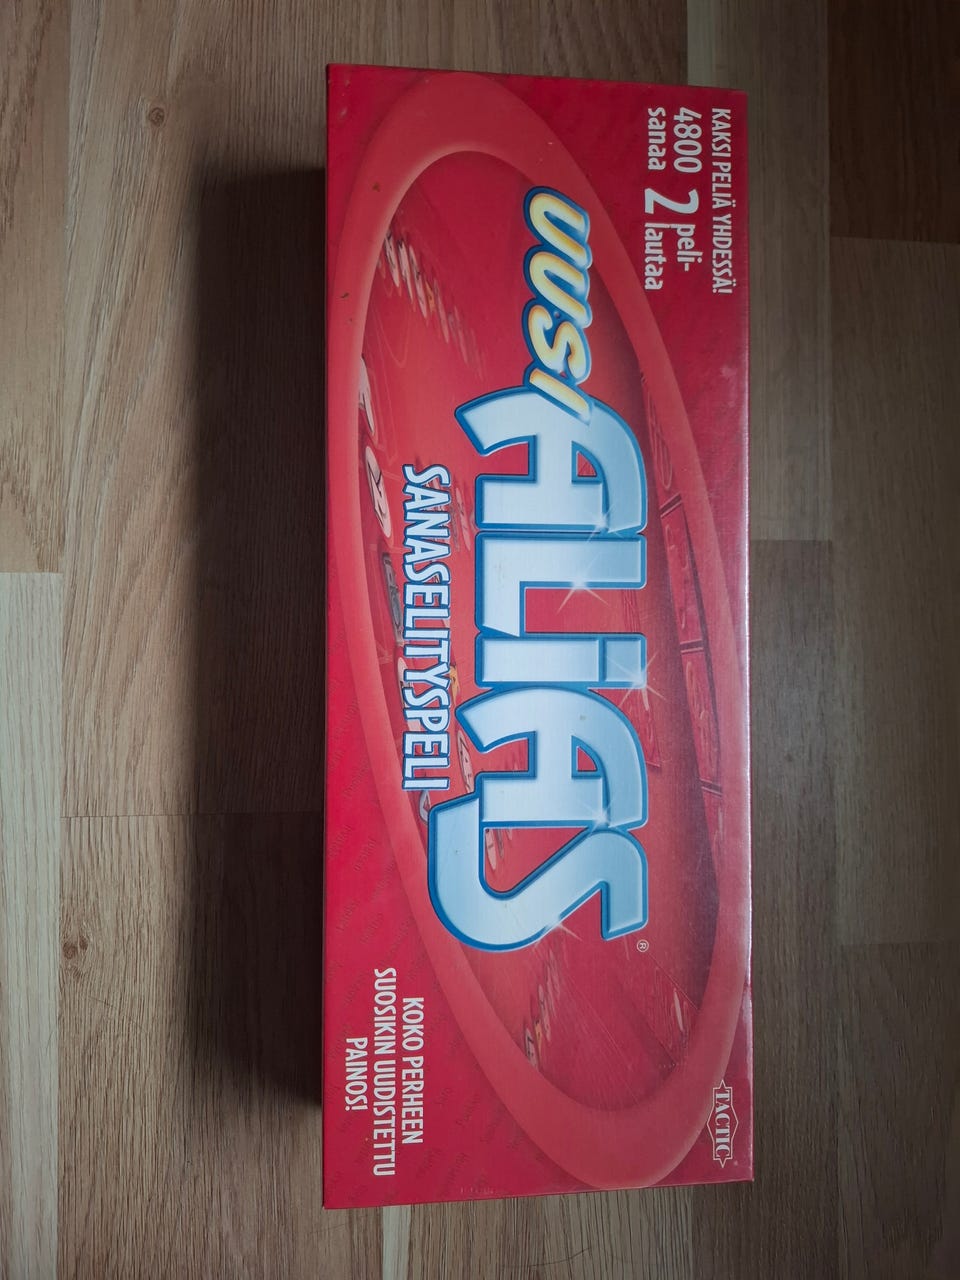 KAKSI PELIÄ YHDESSÄ!
4800 sanaa
2 peli-
lautaa
UUSI
ALIAS®
SANASELITYSPELI
KOKO PERHEEN
SUOSIKIN UUDISTETTU
PAINOS!
TACTIC